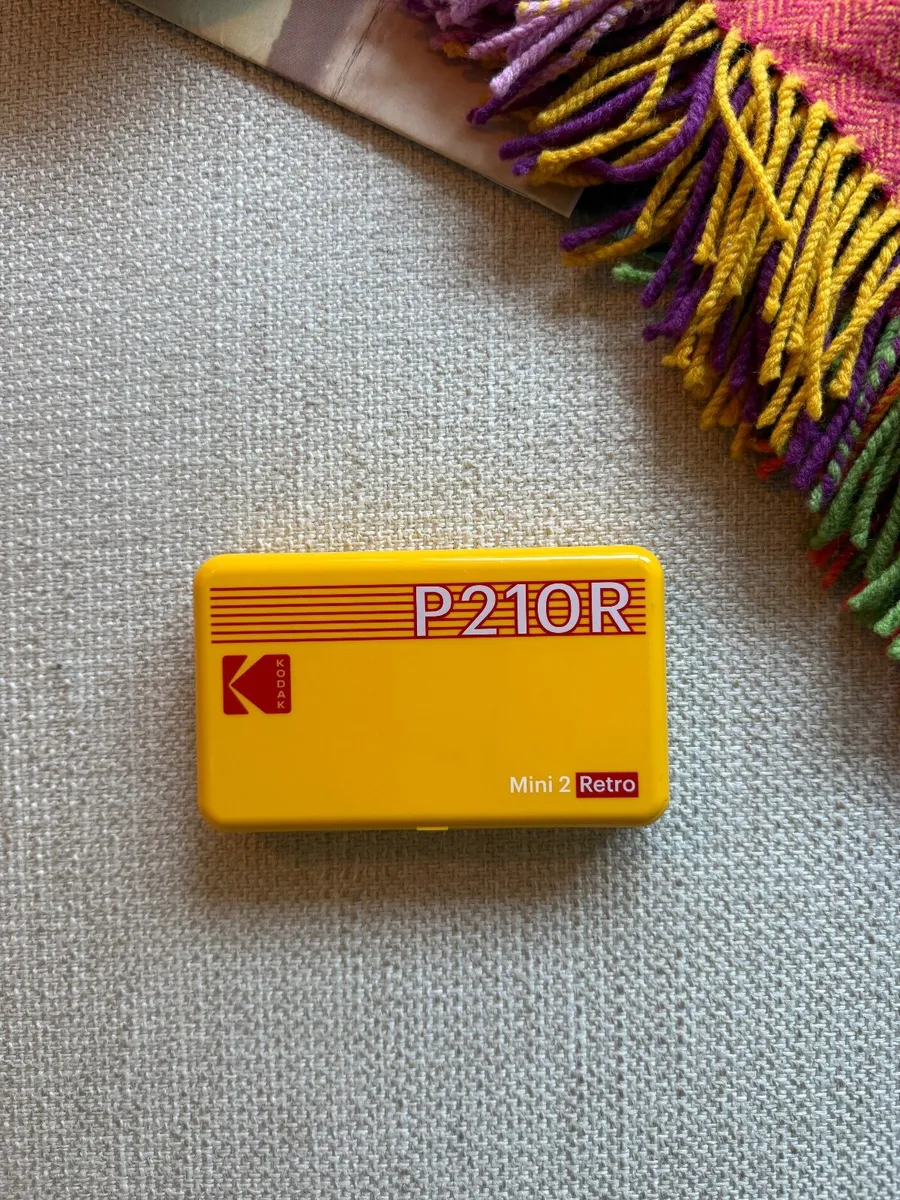 P210R
KODAK
Mini 2 Retro